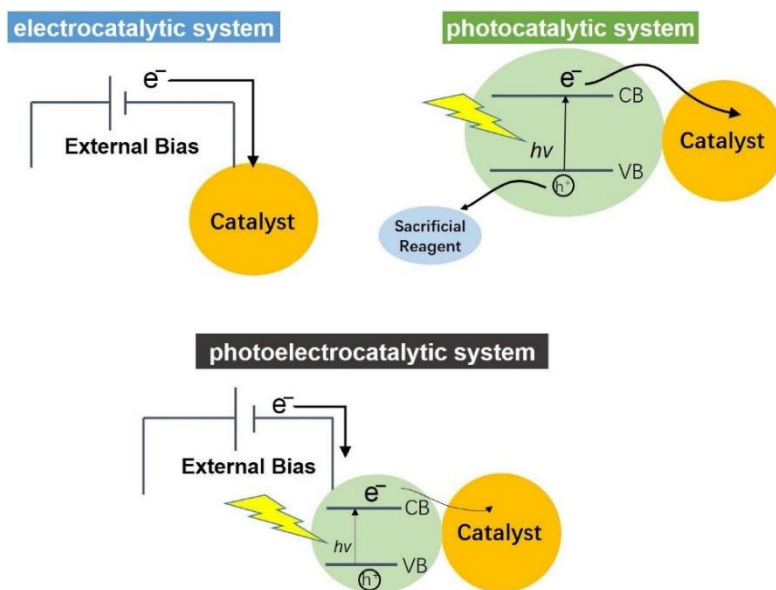 electrocatalytic system
e⁻
External Bias
Catalyst
photocatalytic system
e⁻
CB
hv
VB
h⁺
Catalyst
Sacrificial
Reagent
photoelectrocatalytic system
e⁻
External Bias
e⁻
CB
hv
VB
h⁺
Catalyst